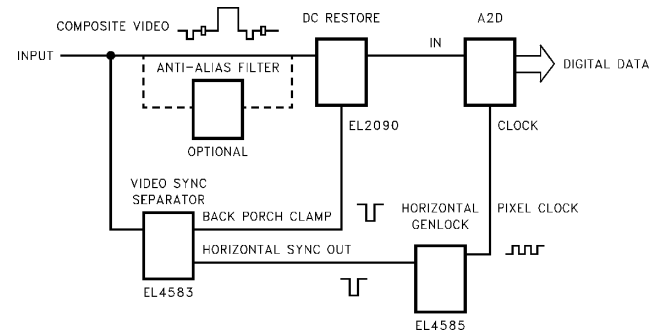 COMPOSITE VIDEO
DC RESTORE
A2D
INPUT
IN
ANTI-ALIAS FILTER
DIGITAL DATA
EL2090
CLOCK
OPTIONAL
VIDEO SYNC
SEPARATOR
BACK PORCH CLAMP
HORIZONTAL
GENLOCK
PIXEL CLOCK
HORIZONTAL SYNC OUT
EL4583
EL4585